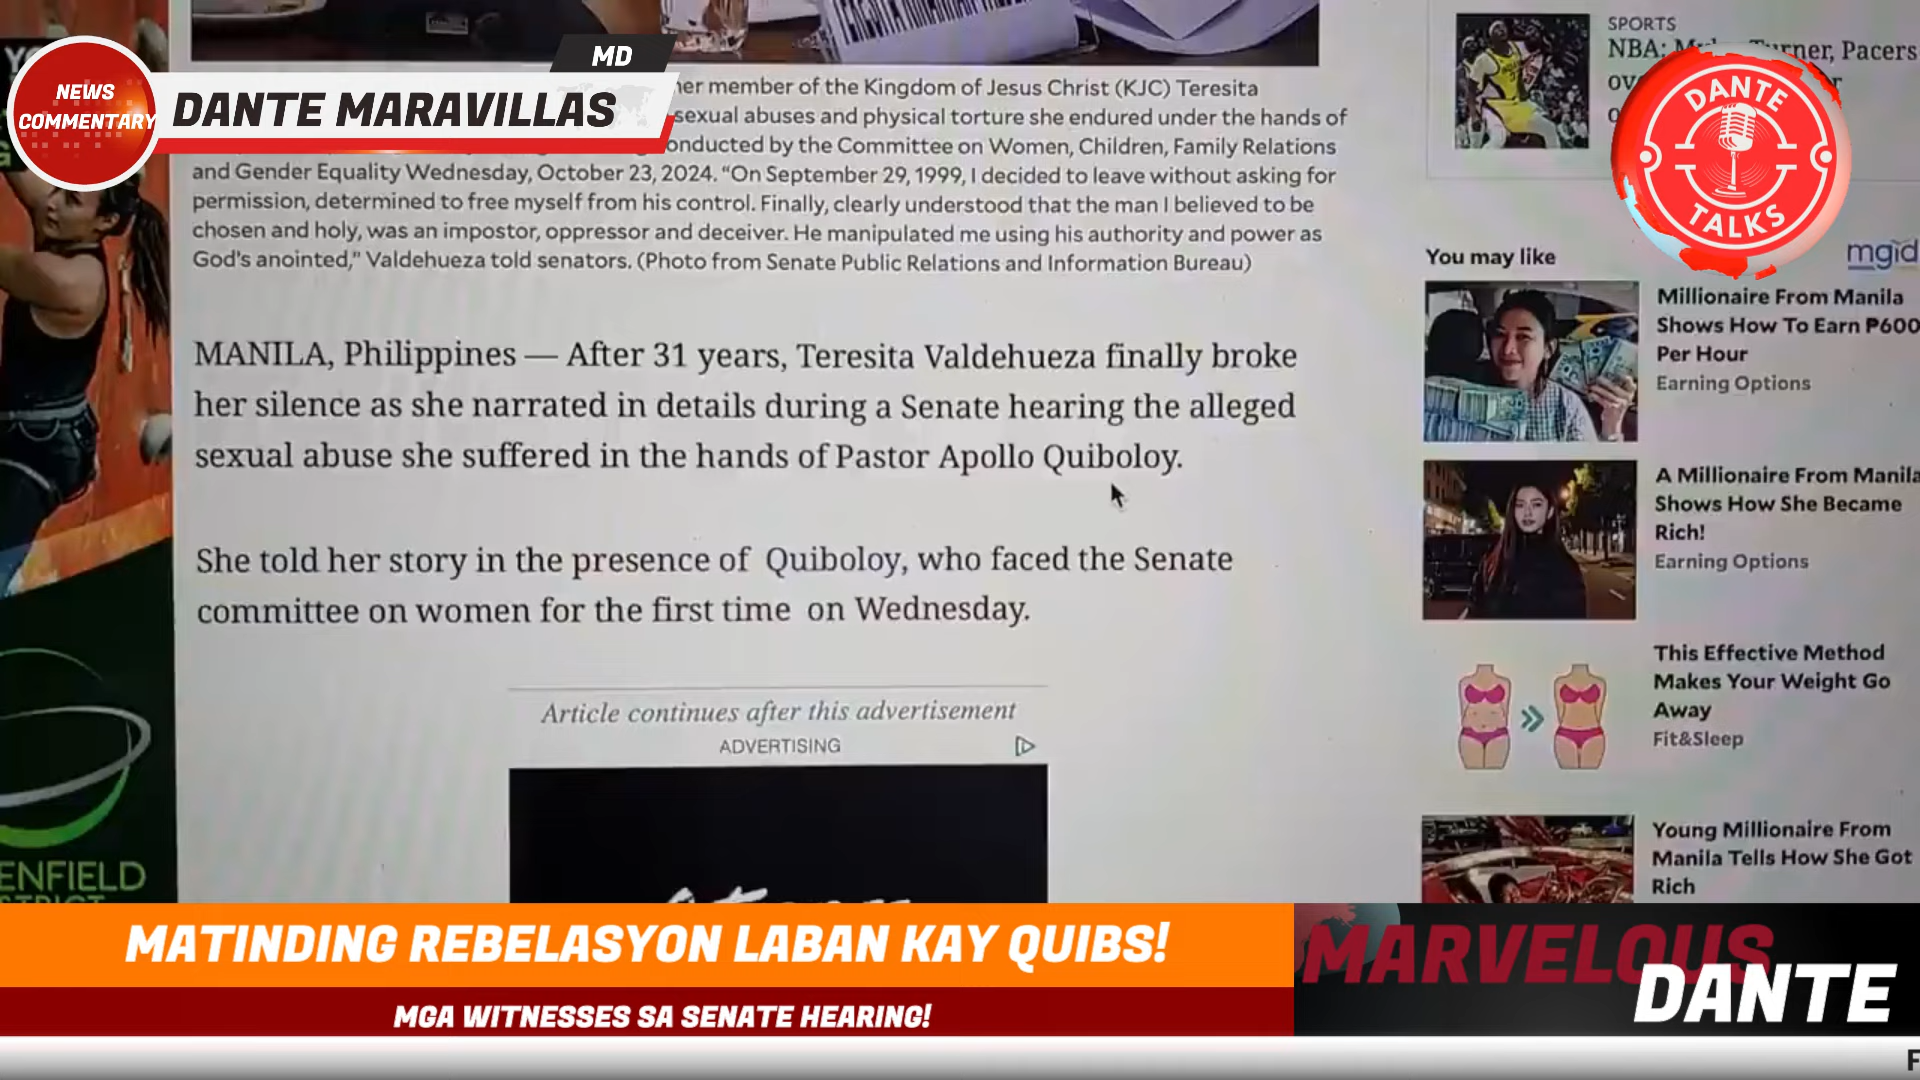 NEWS
COMMENTARY
MD
DANTE MARAVILLAS
member of the Kingdom of Jesus Christ (KJC) Teresita
sexual abuses and physical torture she endured under the hands of
conducted by the Committee on Women, Children, Family Relations
and Gender Equality Wednesday, October 23, 2024. “On September 29, 1999, I decided to leave without asking for
permission, determined to free myself from his control. Finally, clearly understood that the man I believed to be
chosen and holy, was an impostor, oppressor and deceiver. He manipulated me using his authority and power as
God's anointed,” Valdehueza told senators. (Photo from Senate Public Relations and Information Bureau)
MANILA, Philippines — After 31 years, Teresita Valdehueza finally broke
her silence as she narrated in details during a Senate hearing the alleged
sexual abuse she suffered in the hands of Pastor Apollo Quiboloy.
She told her story in the presence of Quiboloy, who faced the Senate
committee on women for the first time on Wednesday.
Article continues after this advertisement
ADVERTISING
SPORTS
NBA: Turner, Pacers
DANTE
TALKS
You may like
mgid
Millionaire From Manila
Shows How To Earn ₱600
Per Hour
Earning Options
A Millionaire From Manila
Shows How She Became
Rich!
Earning Options
This Effective Method
Makes Your Weight Go
Away
Fit&Sleep
Young Millionaire From
Manila Tells How She Got
Rich
ENFIELD
MATINDING REBELASYON LABAN KAY QUIBS!
MGA WITNESSES SA SENATE HEARING!
MARVELOUS
DANTE